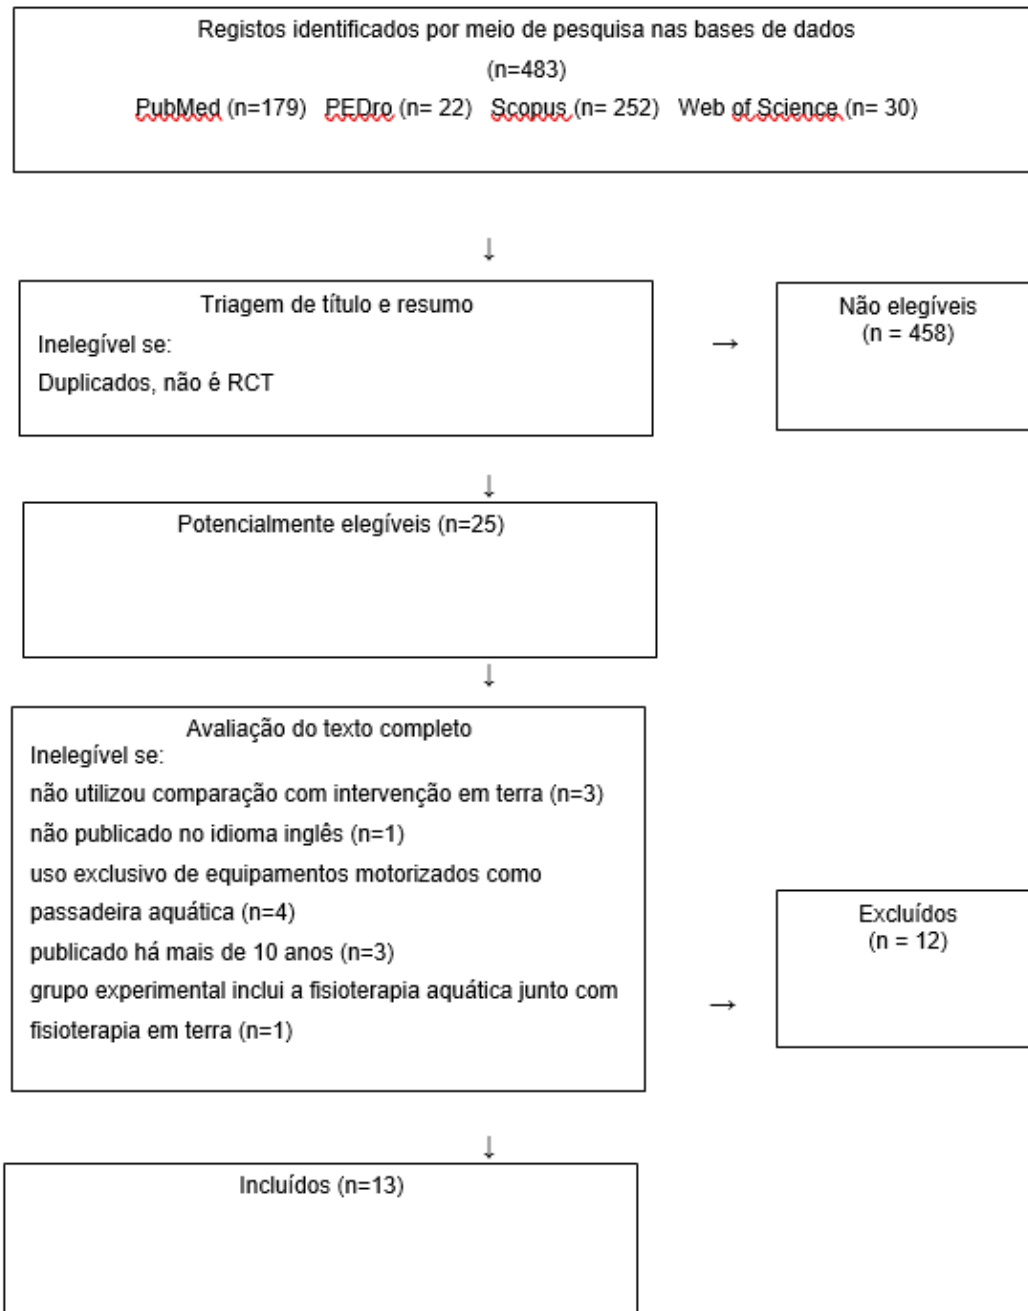 Registos identificados por meio de pesquisa nas bases de dados
(n=483)
PubMed (n=179) PEDro (n= 22) Scopus (n= 252) Web of Science (n= 30)
↓
Triagem de título e resumo
Inelegível se:
Duplicados, não é RCT
→
Não elegíveis
(n = 458)
↓
Potencialmente elegíveis (n=25)
↓
Avaliação do texto completo
Inelegível se:
não utilizou comparação com intervenção em terra (n=3)
não publicado no idioma inglês (n=1)
uso exclusivo de equipamentos motorizados como
passadeira aquática (n=4)
publicado há mais de 10 anos (n=3)
grupo experimental inclui a fisioterapia aquática junto com
fisioterapia em terra (n=1)
→
Excluídos
(n = 12)
↓
Incluídos (n=13)